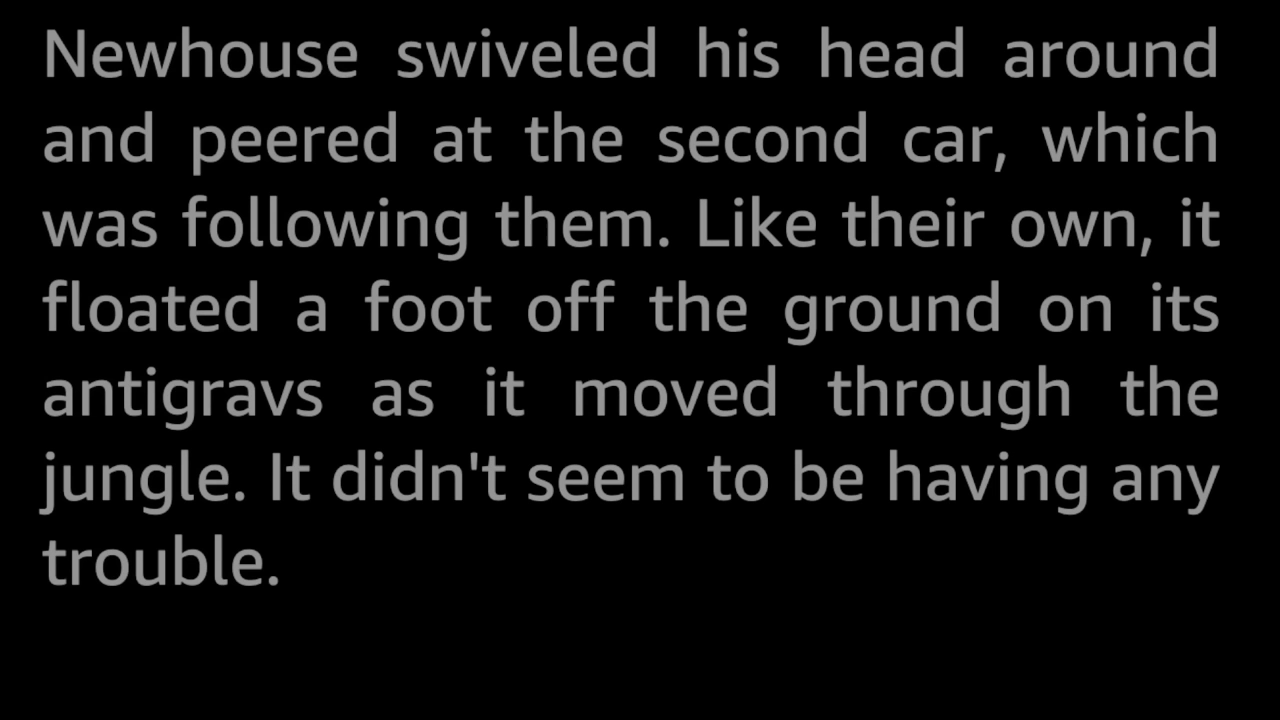 Newhouse swiveled his head around
and peered at the second car, which
was following them. Like their own, it
floated a foot off the ground on its
antigravs as it moved through the
jungle. It didn't seem to be having any
trouble.